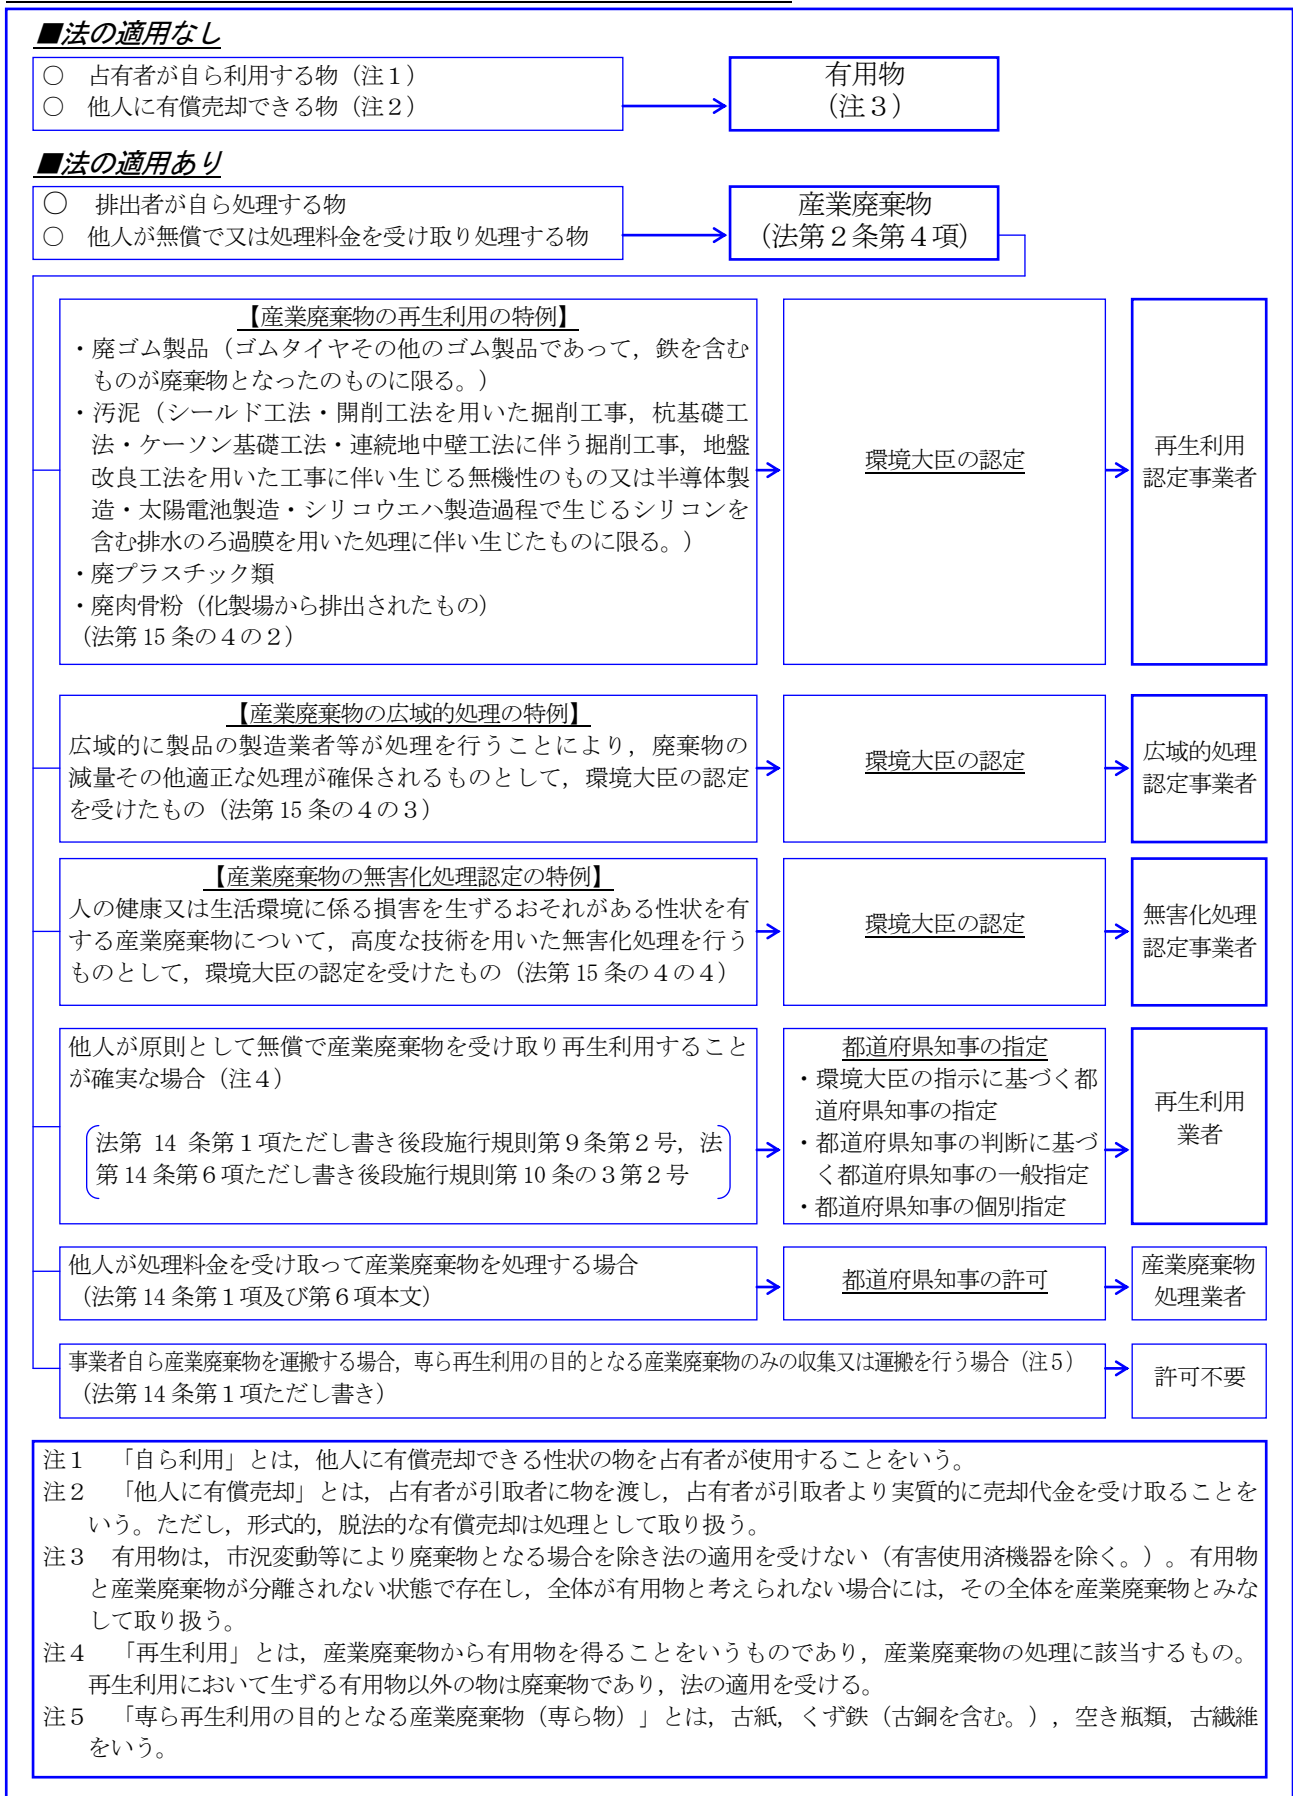 ■法の適用なし
○　占有者が自ら利用する物（注１）
○　他人に有償売却できる物（注２）
有用物
（注３）
■法の適用あり
○　排出者が自ら処理する物
○　他人が無償で又は処理料金を受け取り処理する物
産業廃棄物
（法第２条第４項）
【産業廃棄物の再生利用の特例】
・廃ゴム製品（ゴムタイヤその他のゴム製品であって，鉄を含む
ものが廃棄物となったのものに限る。）
・汚泥（シールド工法・開削工法を用いた掘削工事，杭基礎工
法・ケーソン基礎工法・連続地中壁工法に伴う掘削工事，地盤
改良工法を用いた工事に伴い生じる無機性のもの又は半導体製
造・太陽電池製造・シリコウエハ製造過程で生じるシリコンを
含む排水のろ過膜を用いた処理に伴い生じたものに限る。）
・廃プラスチック類
・廃肉骨粉（化製場から排出されたもの）
（法第 15 条の４の２）
環境大臣の認定
再生利用
認定事業者
【産業廃棄物の広域的処理の特例】
広域的に製品の製造業者等が処理を行うことにより，廃棄物の
減量その他適正な処理が確保されるものとして，環境大臣の認定
を受けたもの（法第 15 条の４の３）
環境大臣の認定
広域的処理
認定事業者
【産業廃棄物の無害化処理認定の特例】
人の健康又は生活環境に係る損害を生ずるおそれがある性状を有
する産業廃棄物について，高度な技術を用いた無害化処理を行う
ものとして，環境大臣の認定を受けたもの（法第 15 条の４の４）
環境大臣の認定
無害化処理
認定事業者
他人が原則として無償で産業廃棄物を受け取り再生利用すること
が確実な場合（注４）
法第 14 条第１項ただし書き後段施行規則第９条第２号，法
第 14 条第６項ただし書き後段施行規則第 10 条の３第２号
都道府県知事の指定
・環境大臣の指示に基づく都
道府県知事の指定
・都道府県知事の判断に基づ
く都道府県知事の一般指定
・都道府県知事の個別指定
再生利用
業者
他人が処理料金を受け取って産業廃棄物を処理する場合
（法第 14 条第１項及び第６項本文）
都道府県知事の許可
産業廃棄物
処理業者
事業者自ら産業廃棄物を運搬する場合，専ら再生利用の目的となる産業廃棄物のみの収集又は運搬を行う場合（注５）
（法第 14 条第１項ただし書き）
許可不要
注１　「自ら利用」とは，他人に有償売却できる性状の物を占有者が使用することをいう。
注２　「他人に有償売却」とは，占有者が引取者に物を渡し，占有者が引取者より実質的に売却代金を受け取ることを
いう。ただし，形式的，脱法的な有償売却は処理として取り扱う。
注３　有用物は，市況変動等により廃棄物となる場合を除き法の適用を受けない（有害使用済機器を除く。）。有用物
と産業廃棄物が分離されない状態で存在し，全体が有用物と考えられない場合には，その全体を産業廃棄物とみな
して取り扱う。
注４　「再生利用」とは，産業廃棄物から有用物を得ることをいうものであり，産業廃棄物の処理に該当するもの。
再生利用において生ずる有用物以外の物は廃棄物であり，法の適用を受ける。
注５　「専ら再生利用の目的となる産業廃棄物（専ら物）」とは，古紙，くず鉄（古銅を含む。），空き瓶類，古繊維
をいう。